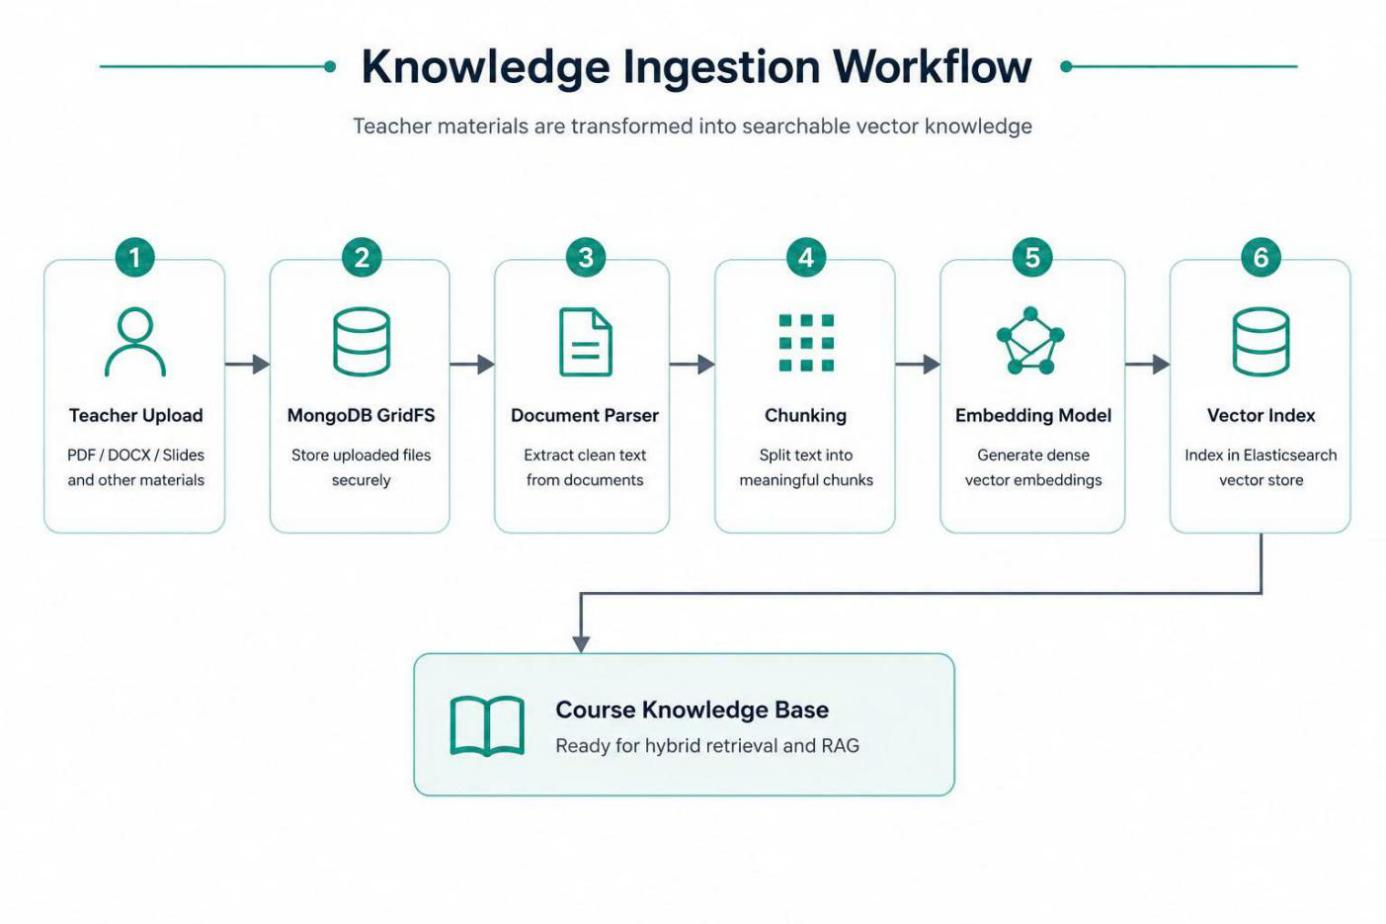 Knowledge Ingestion Workflow
Teacher materials are transformed into searchable vector knowledge
1
Teacher Upload
PDF / DOCX / Slides
and other materials
2
MongoDB GridFS
Store uploaded files
securely
3
Document Parser
Extract clean text
from documents
4
Chunking
Split text into
meaningful chunks
5
Embedding Model
Generate dense
vector embeddings
6
Vector Index
Index in Elasticsearch
vector store
Course Knowledge Base
Ready for hybrid retrieval and RAG